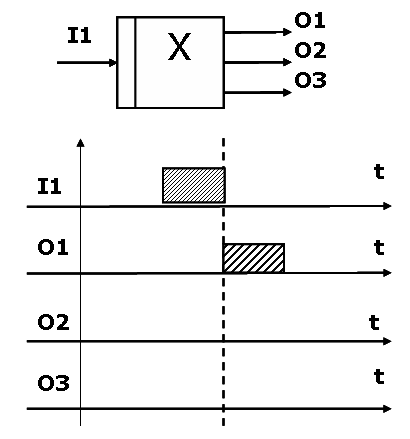 O1
I1 X O2
O3
I1 t
O1 t
O2 t
O3 t